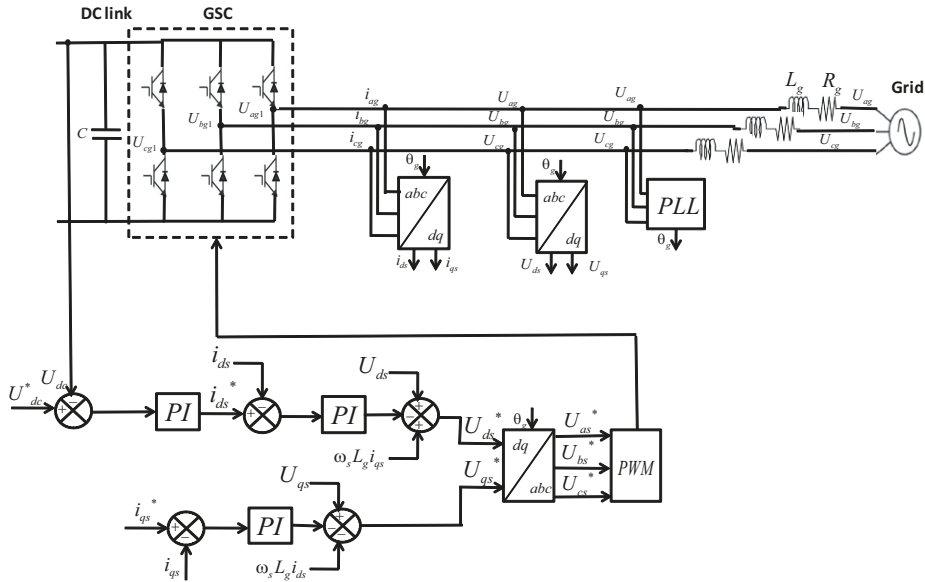 DC link
GSC
Grid
L_g
R_g
i_ag
U_ag
U_ag
U_ag
U_ag1
i_bg
U_bg
U_bg
U_bg
U_bg1
C
U_cg1
i_cg
U_cg
U_cg
U_cg
θ_g
θ_g
abc
abc
PLL
dq
dq
θ_g
i_ds
i_qs
U_ds
U_qs
i_ds
U_ds
U_dc
U*_dc
+
−
PI
i_ds*
+
−
PI
−
+
+
U_ds*
θ_g
dq
abc
U_as*
U_bs*
U_cs*
PWM
ω_s L_g i_qs
U_qs
U_qs*
i_qs*
+
−
PI
−
+
−
i_qs
ω_s L_g i_ds